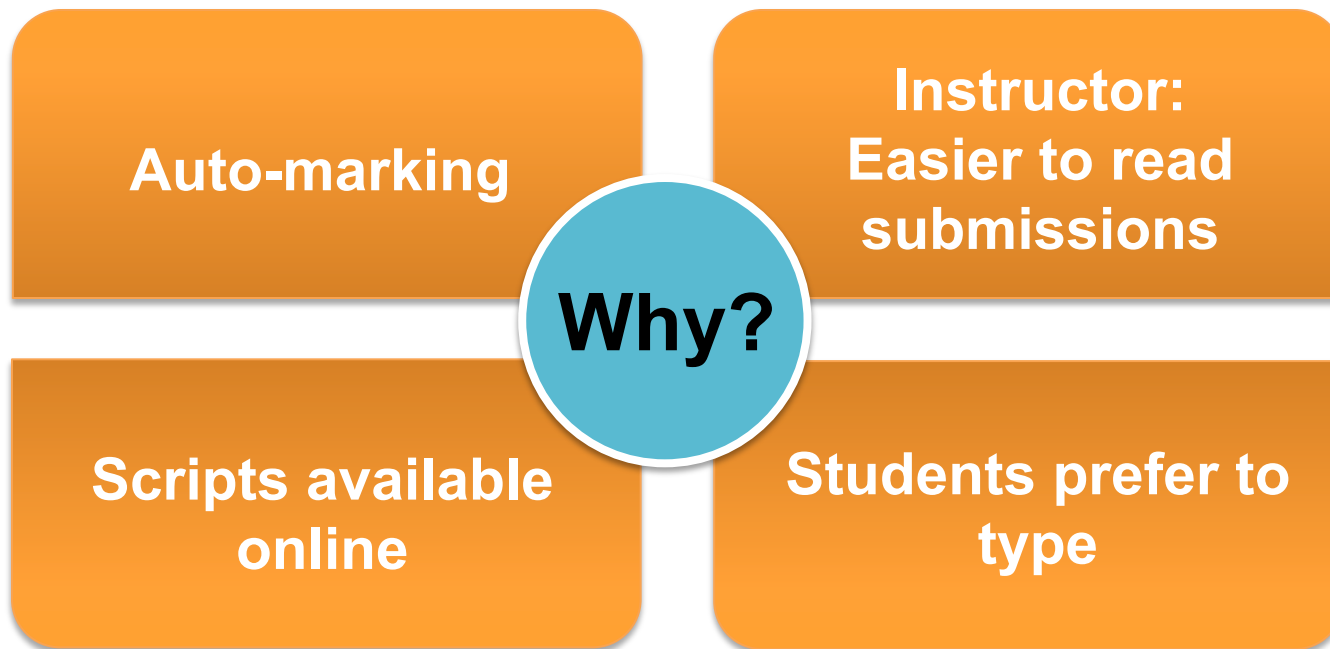 Auto-marking
Instructor:
Easier to read
submissions
Why?
Scripts available
online
Students prefer to
type